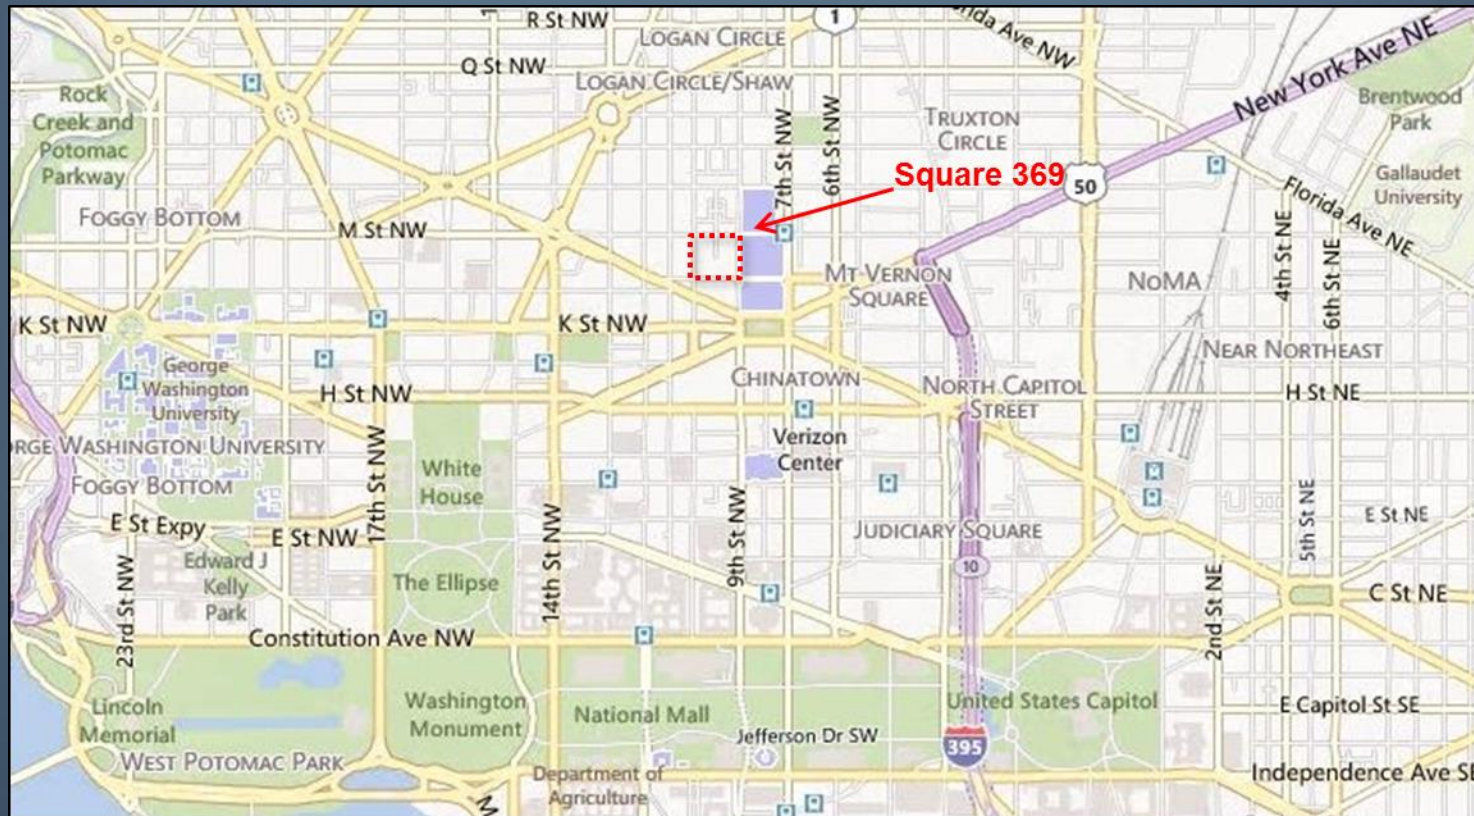 R St NW
LOGAN CIRCLE
1
Florida Ave NW
New York Ave NE
Q St NW
LOGAN CIRCLE/SHAW
Rock
Creek and
Potomac
Parkway
7th St NW
6th St NW
TRUXTON
CIRCLE
Brentwood
Park
Square 369
50
Gallaudet
University
FOGGY BOTTOM
M St NW
Florida Ave NE
4th St NE
6th St NE
MT VERNON
SQUARE
NOMA
K St NW
K St NW
NEAR NORTHEAST
George
Washington
University
H St NW
CHINATOWN
NORTH CAPITOL
STREET
H St NE
Verizon
Center
ORGE WASHINGTON UNIVERSITY
FOGGY BOTTOM
White
House
17th St NW
14th St NW
9th St NW
5th St NE
E St Expy
E St NW
JUDICIARY SQUARE
E St NE
Edward J
Kelly
Park
The Ellipse
10
C St NE
23rd St NW
2nd St NE
Constitution Ave NW
Lincoln
Memorial
Washington
Monument
National Mall
United States Capitol
E Capitol St SE
Jefferson Dr SW
395
WEST POTOMAC PARK
Department of
Agriculture
Independence Ave SE
M